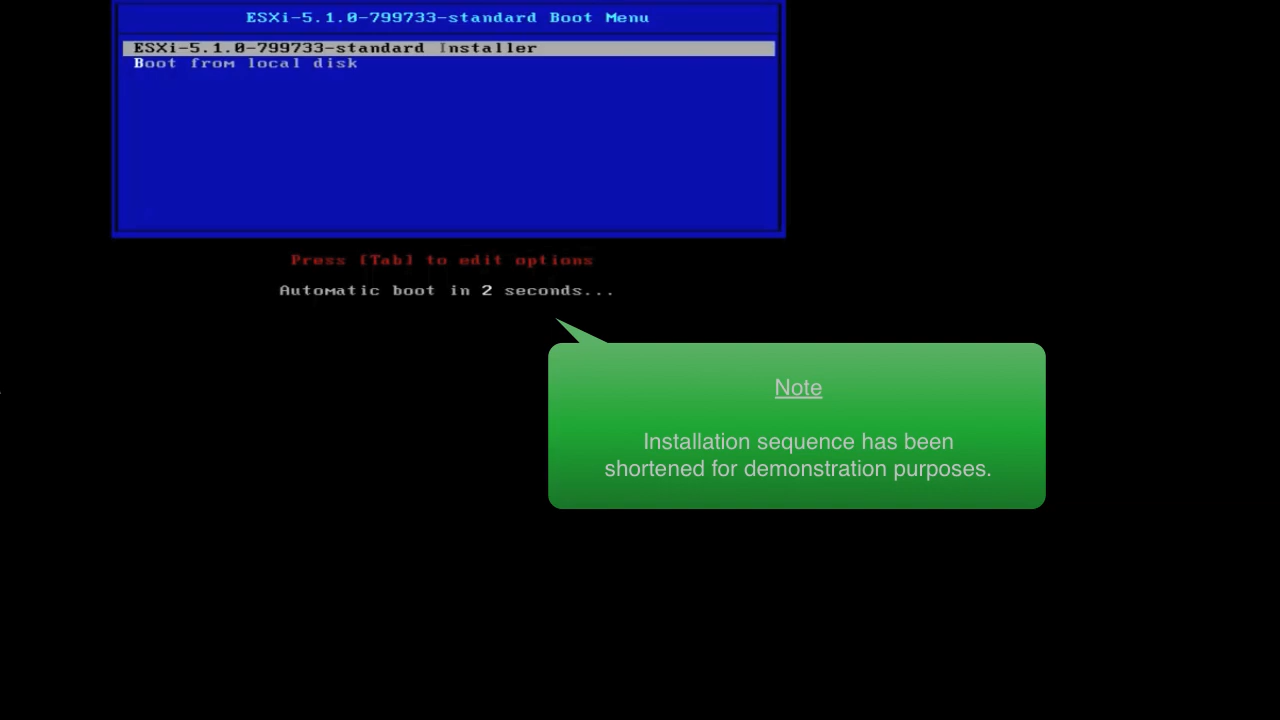 ESXi-5.1.0-799733-standard Boot Menu
ESXi-5.1.0-799733-standard Installer
Boot from local disk
Press [Tab] to edit options
Automatic boot in 2 seconds...
Note
Installation sequence has been
shortened for demonstration purposes.